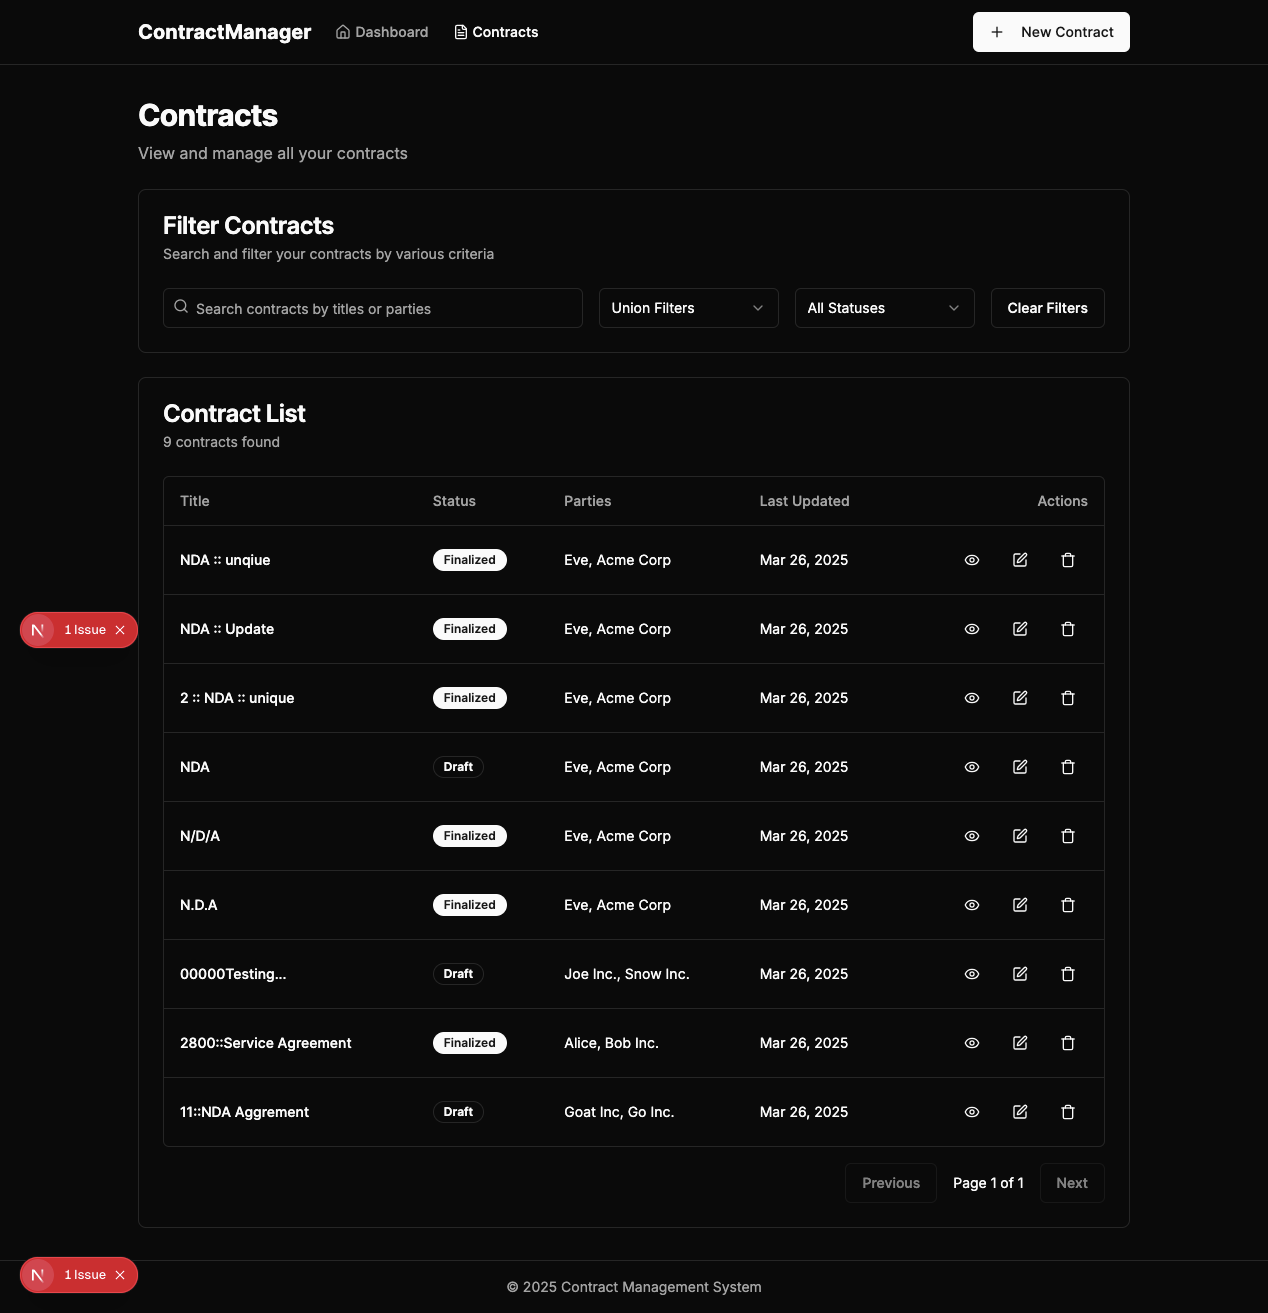 ContractManager Dashboard Contracts New Contract
Contracts
View and manage all your contracts
Filter Contracts
Search and filter your contracts by various criteria
Search contracts by titles or parties Union Filters All Statuses Clear Filters
Contract List
9 contracts found
Title Status Parties Last Updated Actions
NDA :: unqiue Finalized Eve, Acme Corp Mar 26, 2025
NDA :: Update Finalized Eve, Acme Corp Mar 26, 2025
N 1 Issue
2 :: NDA :: unique Finalized Eve, Acme Corp Mar 26, 2025
NDA Draft Eve, Acme Corp Mar 26, 2025
N/D/A Finalized Eve, Acme Corp Mar 26, 2025
N.D.A Finalized Eve, Acme Corp Mar 26, 2025
00000Testing... Draft Joe Inc., Snow Inc. Mar 26, 2025
2800::Service Agreement Finalized Alice, Bob Inc. Mar 26, 2025
11::NDA Aggrement Draft Goat Inc, Go Inc. Mar 26, 2025
Previous Page 1 of 1 Next
N 1 Issue
© 2025 Contract Management System